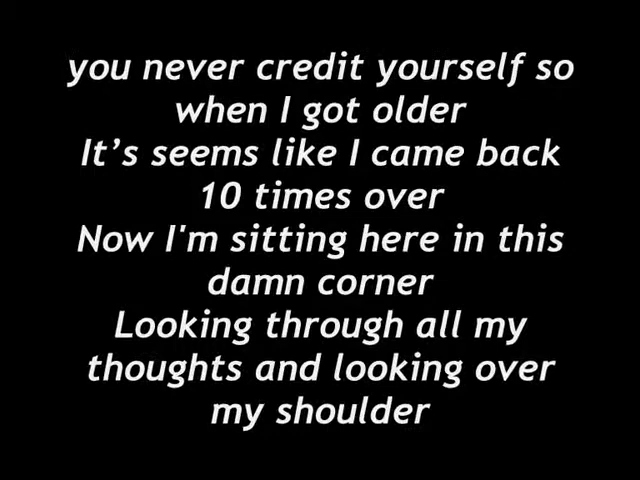 you never credit yourself so
when I got older
It’s seems like I came back
10 times over
Now I'm sitting here in this
damn corner
Looking through all my
thoughts and looking over
my shoulder